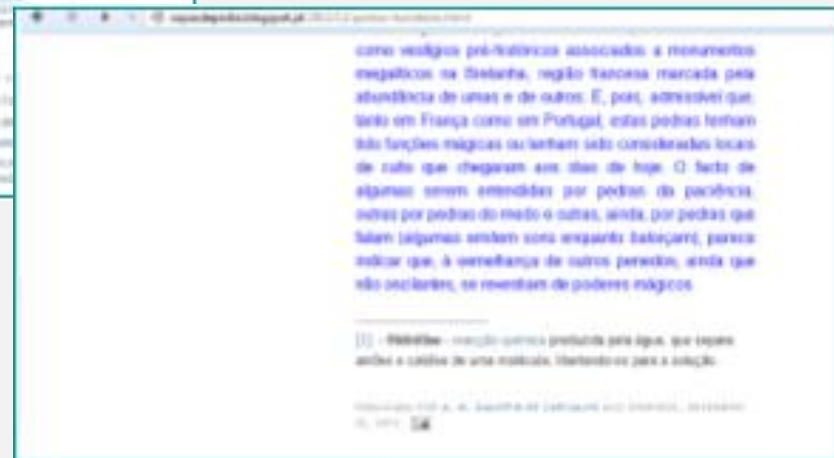 como vestígios pré-históricos associados a monumentos
megalíticos na Bretanha, região francesa marcada pela
abundância de umas e de outros. É, pois, admissível que,
tanto em França como em Portugal, estas pedras tenham
tido funções mágicas ou tenham sido consideradas locais
de culto que chegaram aos dias de hoje. O facto de
algumas serem entendidas por pedras da paciência,
outras por pedras do medo e outras, ainda, por pedras que
falam (algumas emitem sons enquanto baloiçam), parece
indicar que, à semelhança de outros penedos, ainda que
não oscilantes, se revestiam de poderes mágicos.
[1] - Hidrólise - reacção química produzida pela água, que separa
aniões e catiões de uma molécula, libertando-os para a solução.